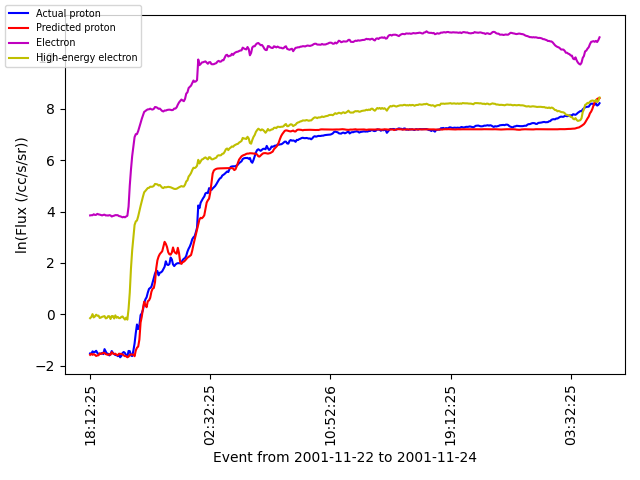 Actual proton
Predicted proton
Electron
High-energy electron
ln(Flux (/cc/s/sr))
8
6
4
2
0
−2
18:12:25
02:32:25
10:52:26
19:12:25
03:32:25
Event from 2001-11-22 to 2001-11-24